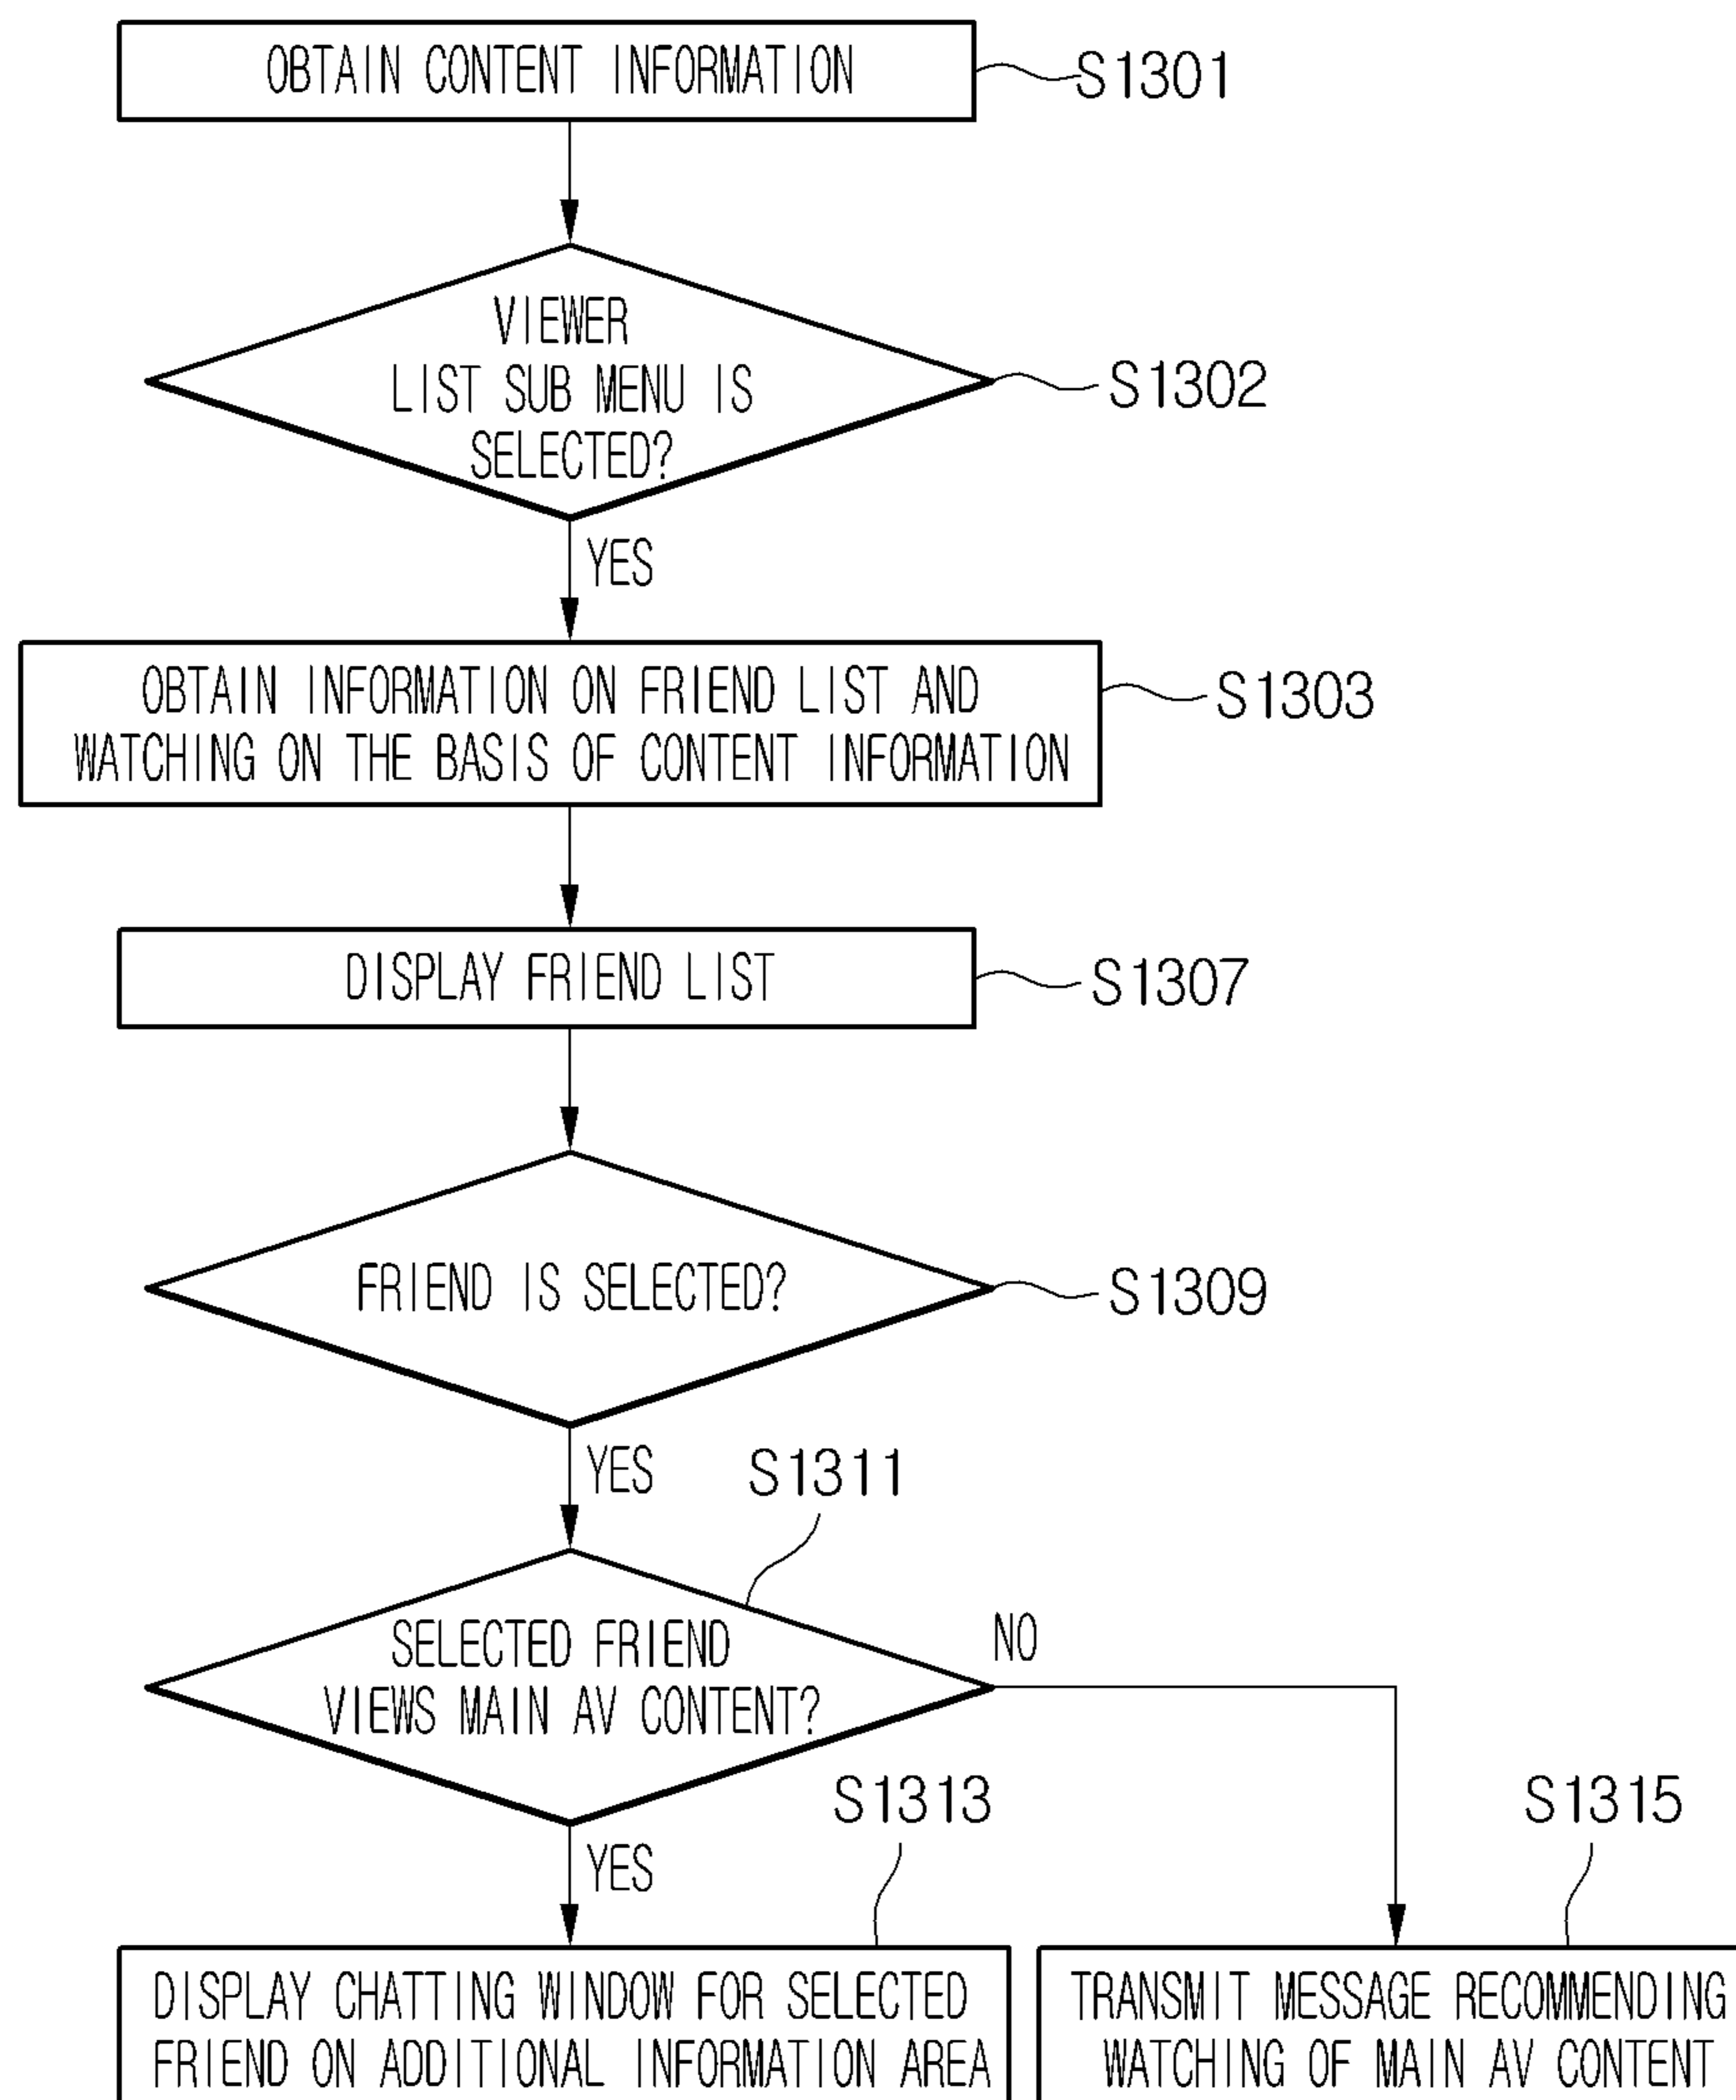 OBTAIN CONTENT INFORMATION
S1301
VIEWER
LIST SUB MENU IS
SELECTED?
S1302
YES
OBTAIN INFORMATION ON FRIEND LIST AND
WATCHING ON THE BASIS OF CONTENT INFORMATION
S1303
DISPLAY FRIEND LIST
S1307
FRIEND IS SELECTED?
S1309
YES
S1311
SELECTED FRIEND
VIEWS MAIN AV CONTENT?
NO
YES
S1313
DISPLAY CHATTING WINDOW FOR SELECTED
FRIEND ON ADDITIONAL INFORMATION AREA
S1315
TRANSMIT MESSAGE RECOMMENDING
WATCHING OF MAIN AV CONTENT